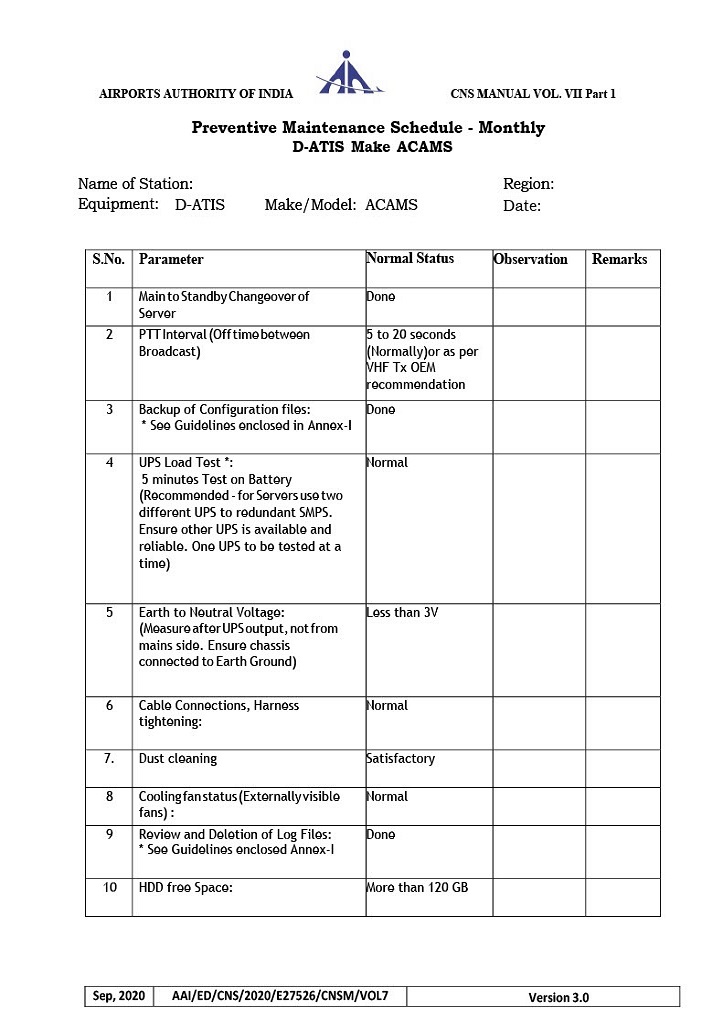 AIRPORTS AUTHORITY OF INDIA CNS MANUAL VOL. VII Part 1
Preventive Maintenance Schedule - Monthly
D-ATIS Make ACAMS
Name of Station: Region:
Equipment: D-ATIS Make/Model: ACAMS Date:
S.No. Parameter Normal Status Observation Remarks
1 Main to Standby Changeover of Done
Server
2 PTT Interval (Off time between 5 to 20 seconds
Broadcast) (Normally)or as per
VHF Tx OEM
recommendation
3 Backup of Configuration files: Done
* See Guidelines enclosed in Annex-I
4 UPS Load Test *: Normal
5 minutes Test on Battery
(Recommended - for Servers use two
different UPS to redundant SMPS.
Ensure other UPS is available and
reliable. One UPS to be tested at a
time)
5 Earth to Neutral Voltage: Less than 3V
(Measure after UPS output, not from
mains side. Ensure chassis
connected to Earth Ground)
6 Cable Connections, Harness Normal
tightening:
7. Dust cleaning Satisfactory
8 Cooling fan status (Externally visible Normal
fans) :
9 Review and Deletion of Log Files: Done
* See Guidelines enclosed Annex-I
10 HDD free Space: More than 120 GB
Sep, 2020 AAI/ED/CNS/2020/E27526/CNSM/VOL7 Version 3.0